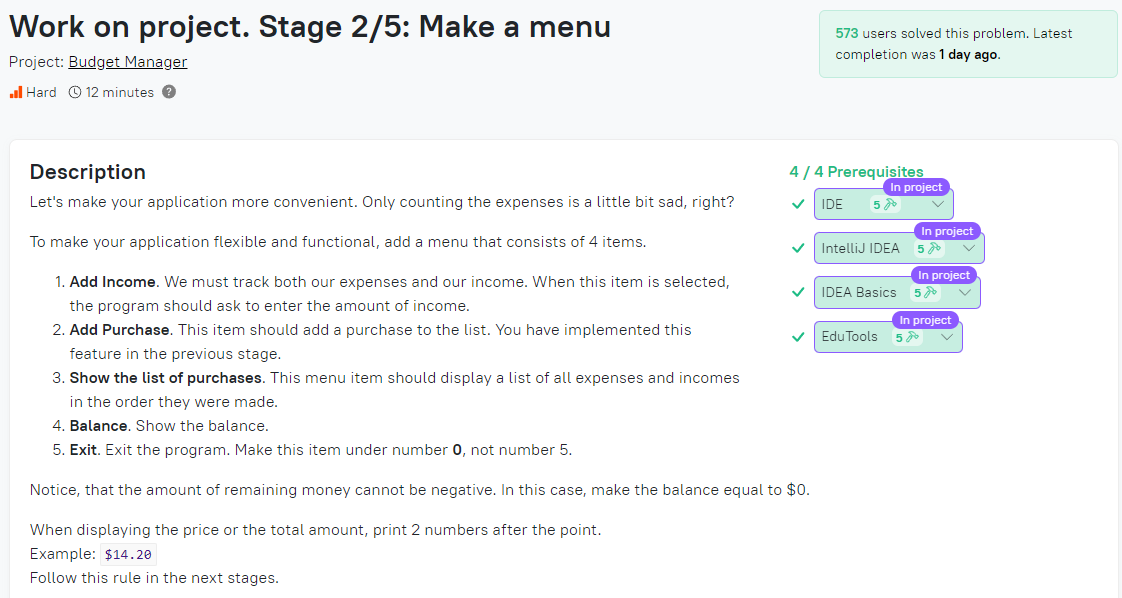 Work on project. Stage 2/5: Make a menu
573 users solved this problem. Latest
completion was 1 day ago.
Project: Budget Manager
Hard 12 minutes ?
Description
Let's make your application more convenient. Only counting the expenses is a little bit sad, right?
To make your application flexible and functional, add a menu that consists of 4 items.
1. Add Income. We must track both our expenses and our income. When this item is selected,
the program should ask to enter the amount of income.
2. Add Purchase. This item should add a purchase to the list. You have implemented this
feature in the previous stage.
3. Show the list of purchases. This menu item should display a list of all expenses and incomes
in the order they were made.
4. Balance. Show the balance.
5. Exit. Exit the program. Make this item under number 0, not number 5.
Notice, that the amount of remaining money cannot be negative. In this case, make the balance equal to $0.
When displaying the price or the total amount, print 2 numbers after the point.
Example: $14.20
Follow this rule in the next stages.
4 / 4 Prerequisites
In project
IDE 5
In project
IntelliJ IDEA 5
In project
IDEA Basics 5
In project
EduTools 5